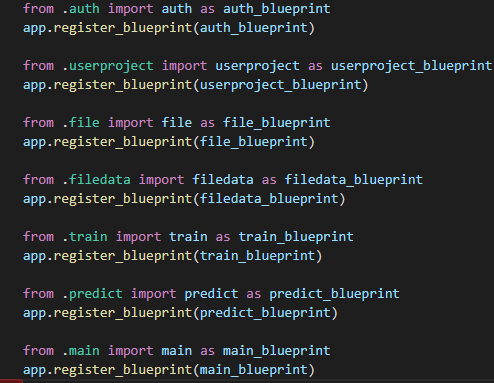 from .auth import auth as auth_blueprint
app.register_blueprint(auth_blueprint)
from .userproject import userproject as userproject_blueprint
app.register_blueprint(userproject_blueprint)
from .file import file as file_blueprint
app.register_blueprint(file_blueprint)
from .filedata import filedata as filedata_blueprint
app.register_blueprint(filedata_blueprint)
from .train import train as train_blueprint
app.register_blueprint(train_blueprint)
from .predict import predict as predict_blueprint
app.register_blueprint(predict_blueprint)
from .main import main as main_blueprint
app.register_blueprint(main_blueprint)